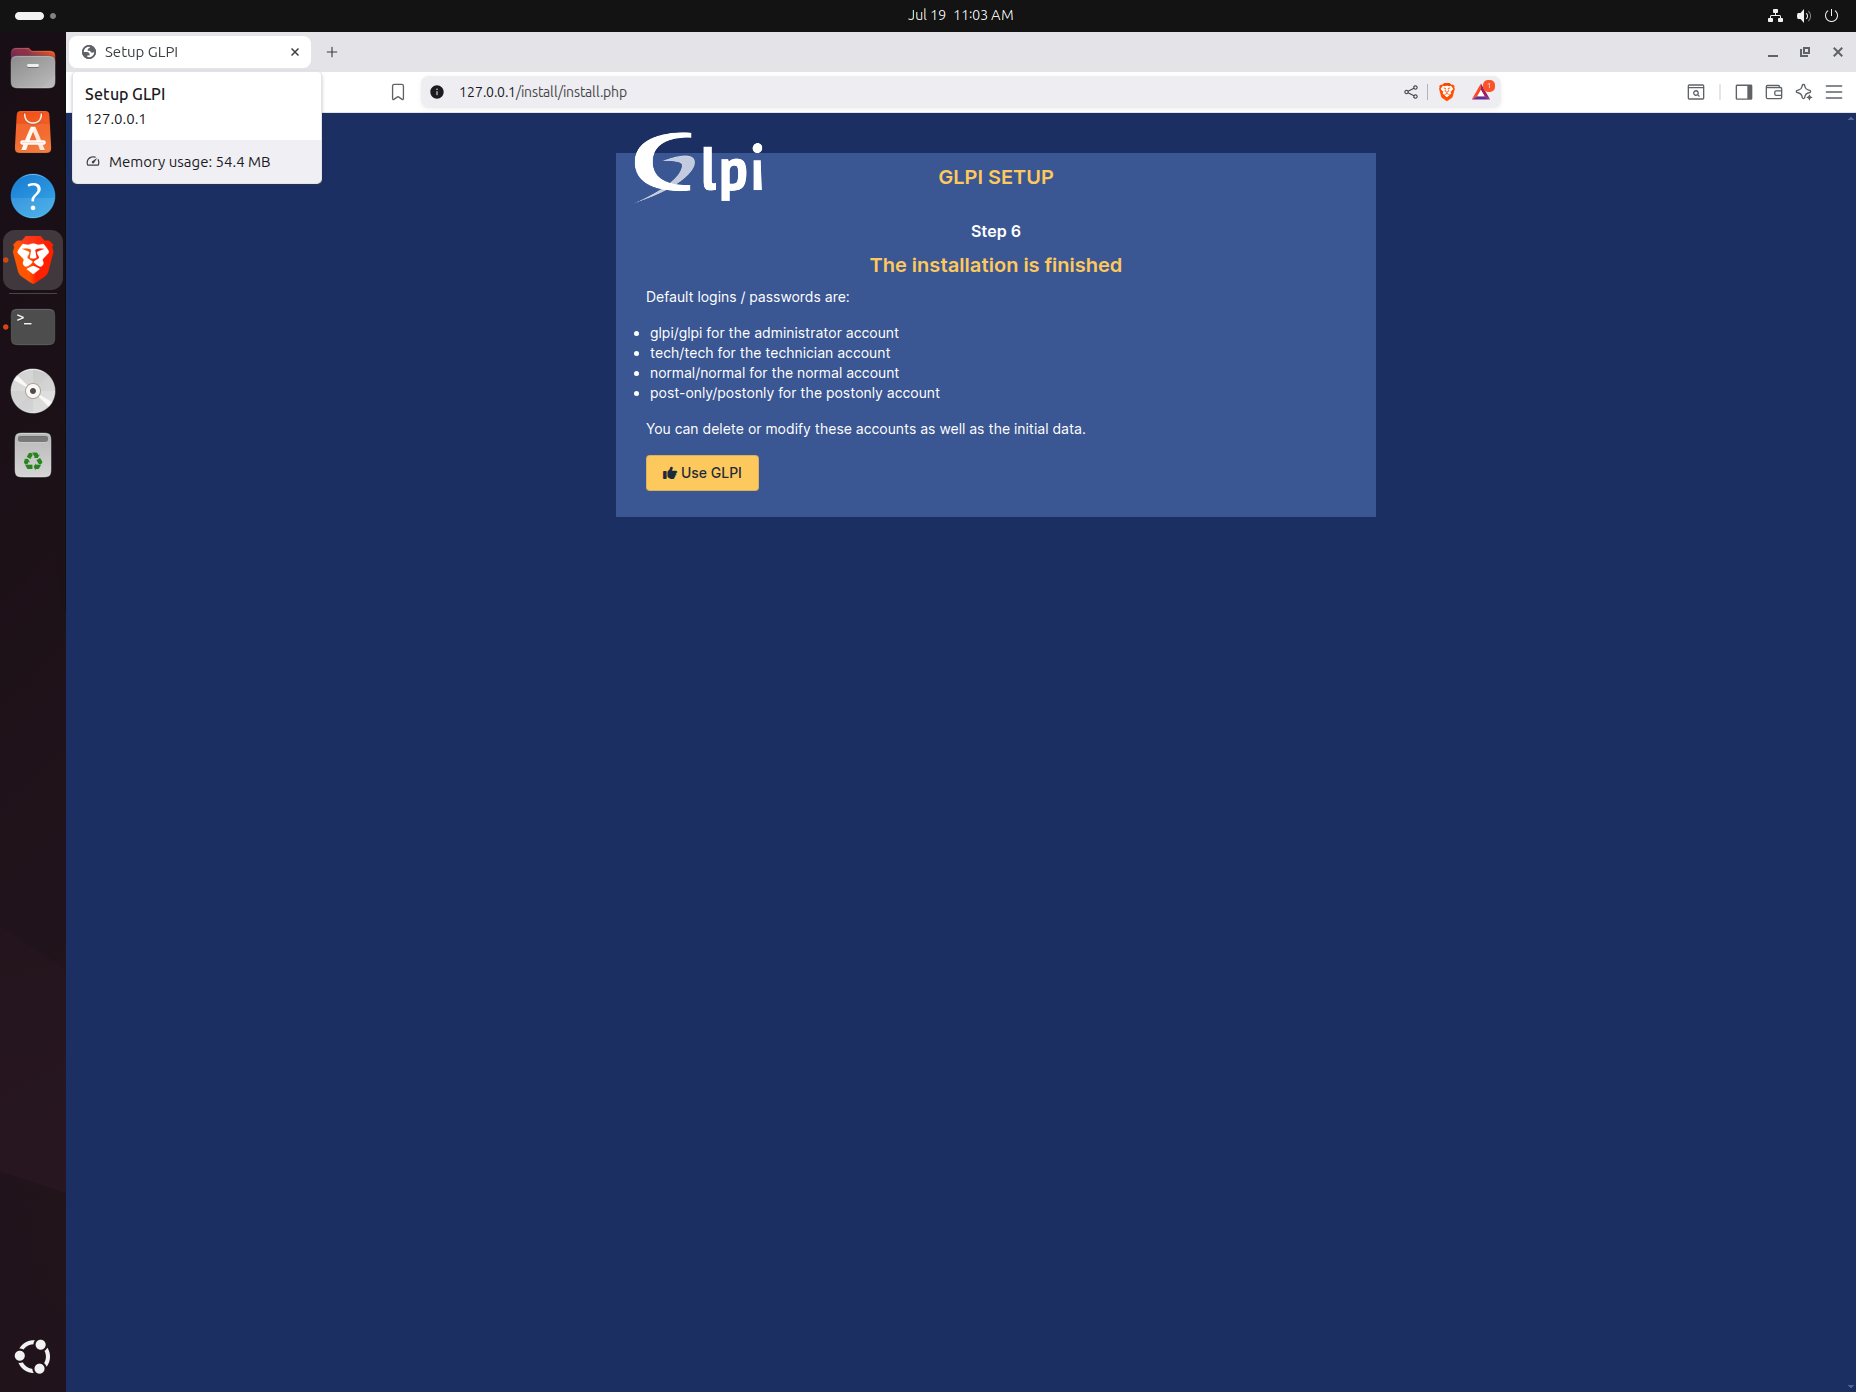 Jul 19 11:03 AM
Setup GLPI
Setup GLPI
127.0.0.1
Memory usage: 54.4 MB
127.0.0.1/install/install.php
1
Glpi
GLPI SETUP
Step 6
The installation is finished
Default logins / passwords are:
glpi/glpi for the administrator account
tech/tech for the technician account
normal/normal for the normal account
post-only/postonly for the postonly account
You can delete or modify these accounts as well as the initial data.
Use GLPI